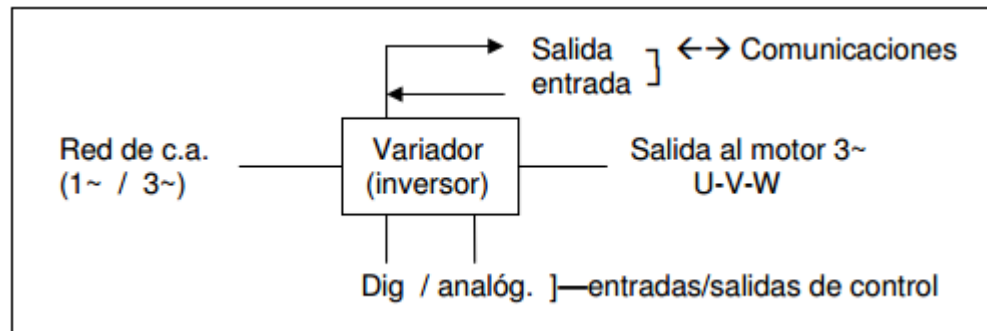 Salida
entrada
] ←→ Comunicaciones
Red de c.a.
(1~ / 3~)
Variador
(inversor)
Salida al motor 3~
U-V-W
Dig / analóg. ]—entradas/salidas de control